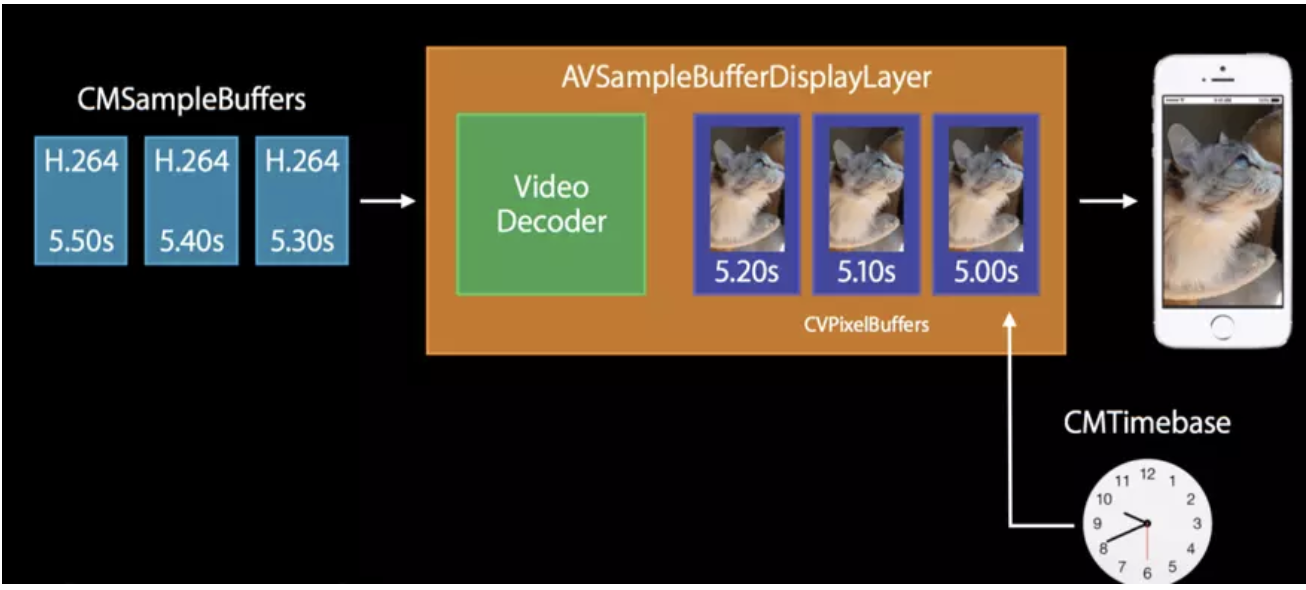 CMSampleBuffers
H.264 H.264 H.264
5.50s 5.40s 5.30s
AVSampleBufferDisplayLayer
Video
Decoder
5.20s 5.10s 5.00s
CVPixelBuffers
CMTimebase
12
11 1
10 2
9 3
8 4
7 5
6